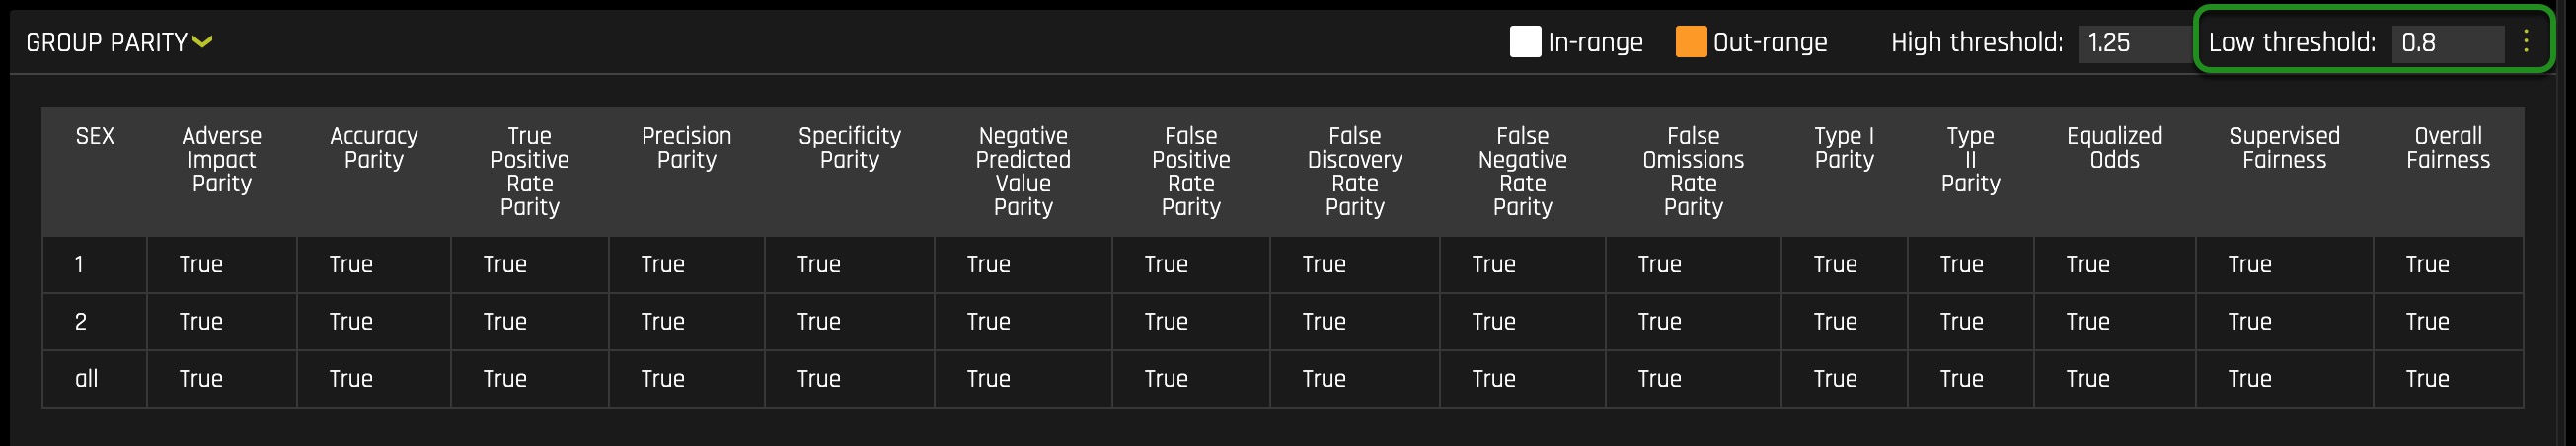 GROUP PARITY In-range Out-range High threshold: 1.25 Low threshold: 0.8
SEX Adverse Accuracy True Precision Specificity Negative False False False False Type I Type Equalized Supervised Overall
Impact Parity Positive Parity Parity Predicted Positive Discovery Negative Omissions Parity II Odds Fairness Fairness
Parity Rate Value Rate Rate Rate Rate Parity
Parity Parity Parity Parity Parity Parity
1 True True True True True True True True True True True True True True True
2 True True True True True True True True True True True True True True True
all True True True True True True True True True True True True True True True